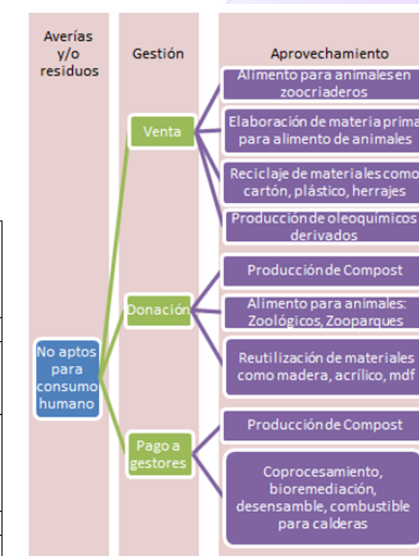 Averías
y/o
residuos
Gestión
Aprovechamiento
No aptos
para
consumo
humano
Venta
Alimento para animales en
zoocriaderos
Elaboración de materia prima
para alimento de animales
Reciclaje de materiales como
cartón, plástico, herrajes
Producción de oleoquímicos
derivados
Donación
Producción de Compost
Alimento para animales:
Zoológicos, Zooparques
Reutilización de materiales
como madera, acrílico, mdf
Pago a
gestores
Producción de Compost
Coprocesamiento,
bioremediación,
desensamble, combustible
para calderas